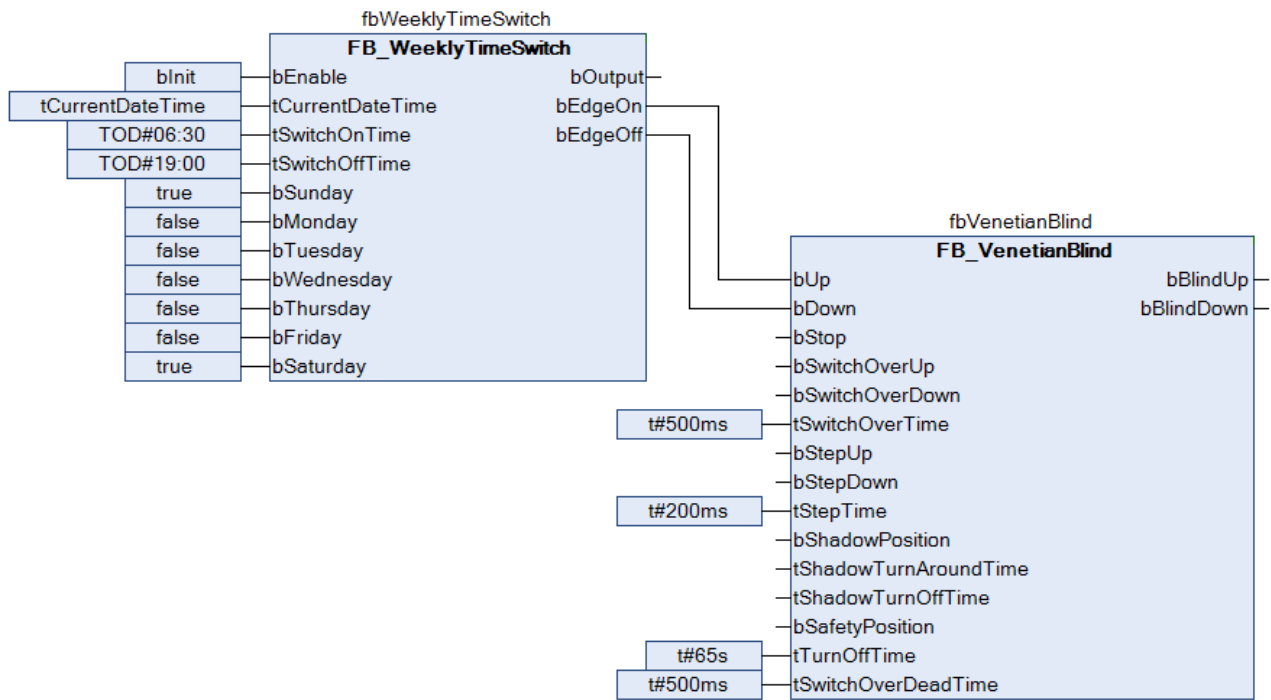 fbWeeklyTimeSwitch
FB_WeeklyTimeSwitch
bInit bEnable bOutput
tCurrentDateTime tCurrentDateTime bEdgeOn
TOD#06:30 tSwitchOnTime bEdgeOff
TOD#19:00 tSwitchOffTime
true bSunday
false bMonday
false bTuesday
false bWednesday
false bThursday
false bFriday
true bSaturday
fbVenetianBlind
FB_VenetianBlind
bUp bBlindUp
bDown bBlindDown
bStop
bSwitchOverUp
bSwitchOverDown
t#500ms tSwitchOverTime
bStepUp
bStepDown
t#200ms tStepTime
bShadowPosition
tShadowTurnAroundTime
tShadowTurnOffTime
bSafetyPosition
t#65s tTurnOffTime
t#500ms tSwitchOverDeadTime